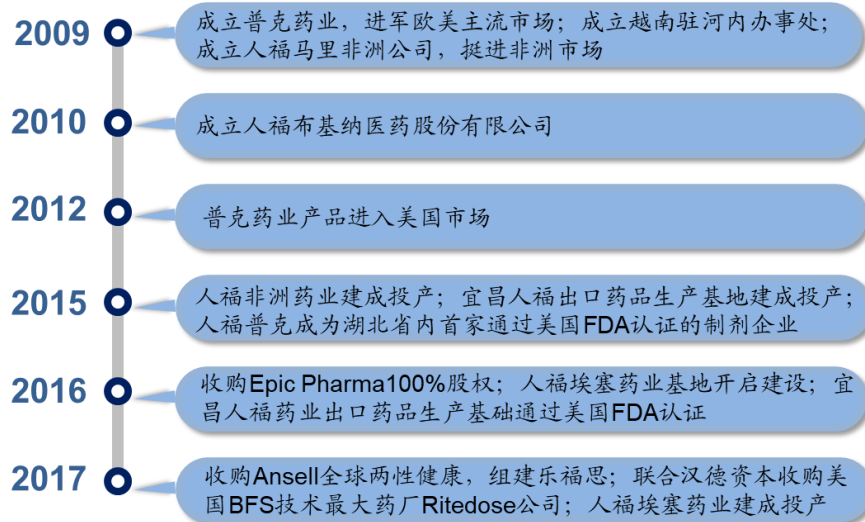 2009
成立普克药业，进军欧美主流市场；成立越南驻河内办事处；
成立人福马里非洲公司，挺进非洲市场
2010
成立人福布基纳医药股份有限公司
2012
普克药业产品进入美国市场
2015
人福非洲药业建成投产；宜昌人福出口药品生产基地建成投产；
人福普克成为湖北省内首家通过美国FDA认证的制剂企业
2016
收购Epic Pharma100%股权；人福埃塞药业基地开启建设；宜
昌人福药业出口药品生产基础通过美国FDA认证
2017
收购Ansell全球两性健康，组建乐福思；联合汉德资本收购美
国BFS技术最大药厂Ritedose公司；人福埃塞药业建成投产